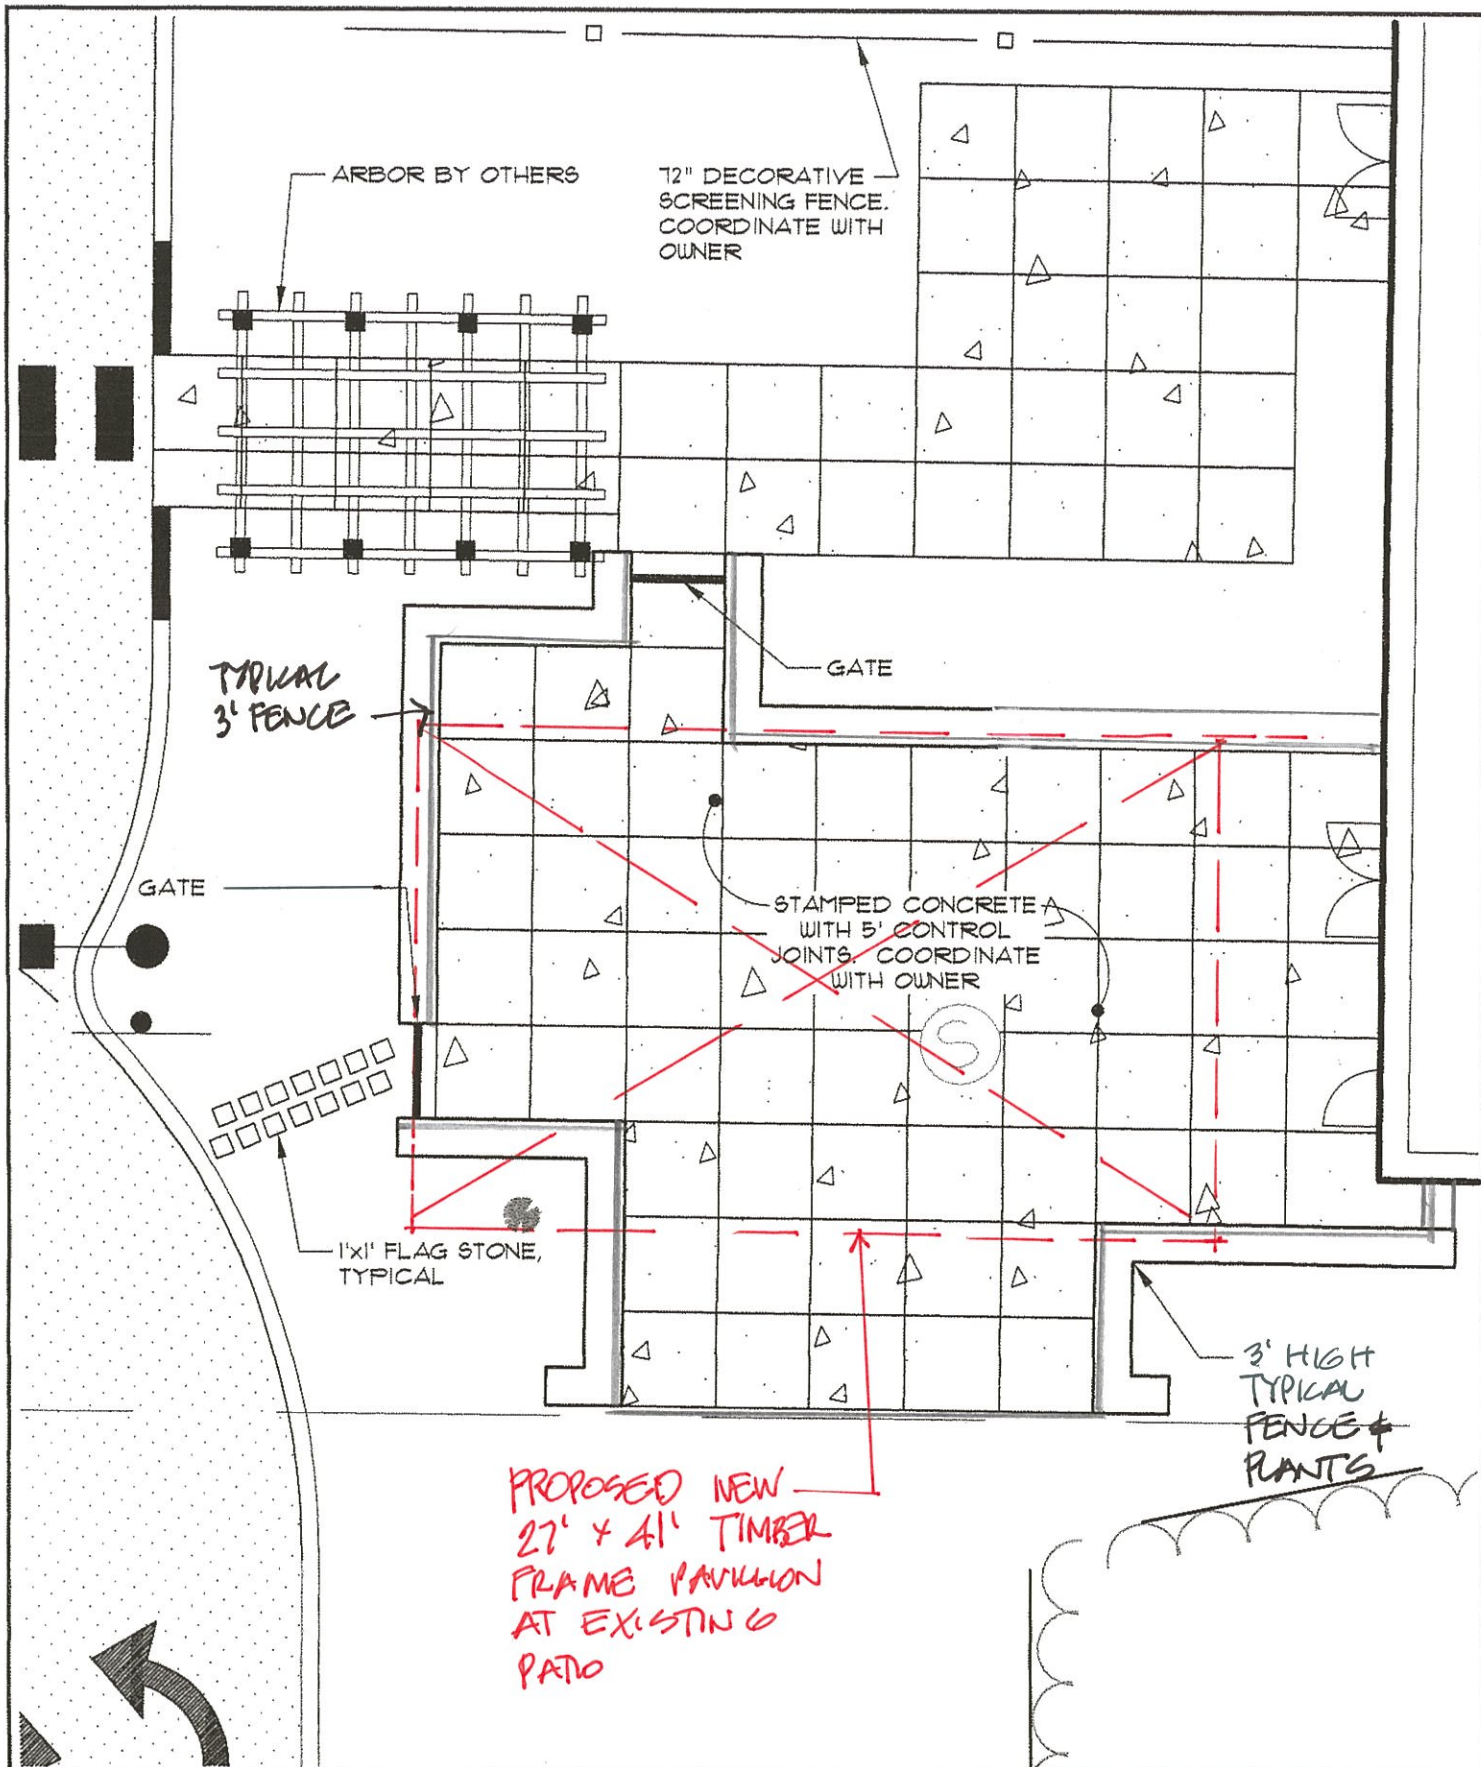 ARBOR BY OTHERS
72" DECORATIVE
SCREENING FENCE.
COORDINATE WITH
OWNER
TYPICAL
3' FENCE
GATE
GATE
STAMPED CONCRETE
WITH 5' CONTROL
JOINTS. COORDINATE
WITH OWNER
S
1'x1' FLAG STONE,
TYPICAL
3' HIGH
TYPICAL
FENCE &
PLANTS
PROPOSED NEW
27' x 41' TIMBER
FRAME PAVILLION
AT EXISTING
PATIO